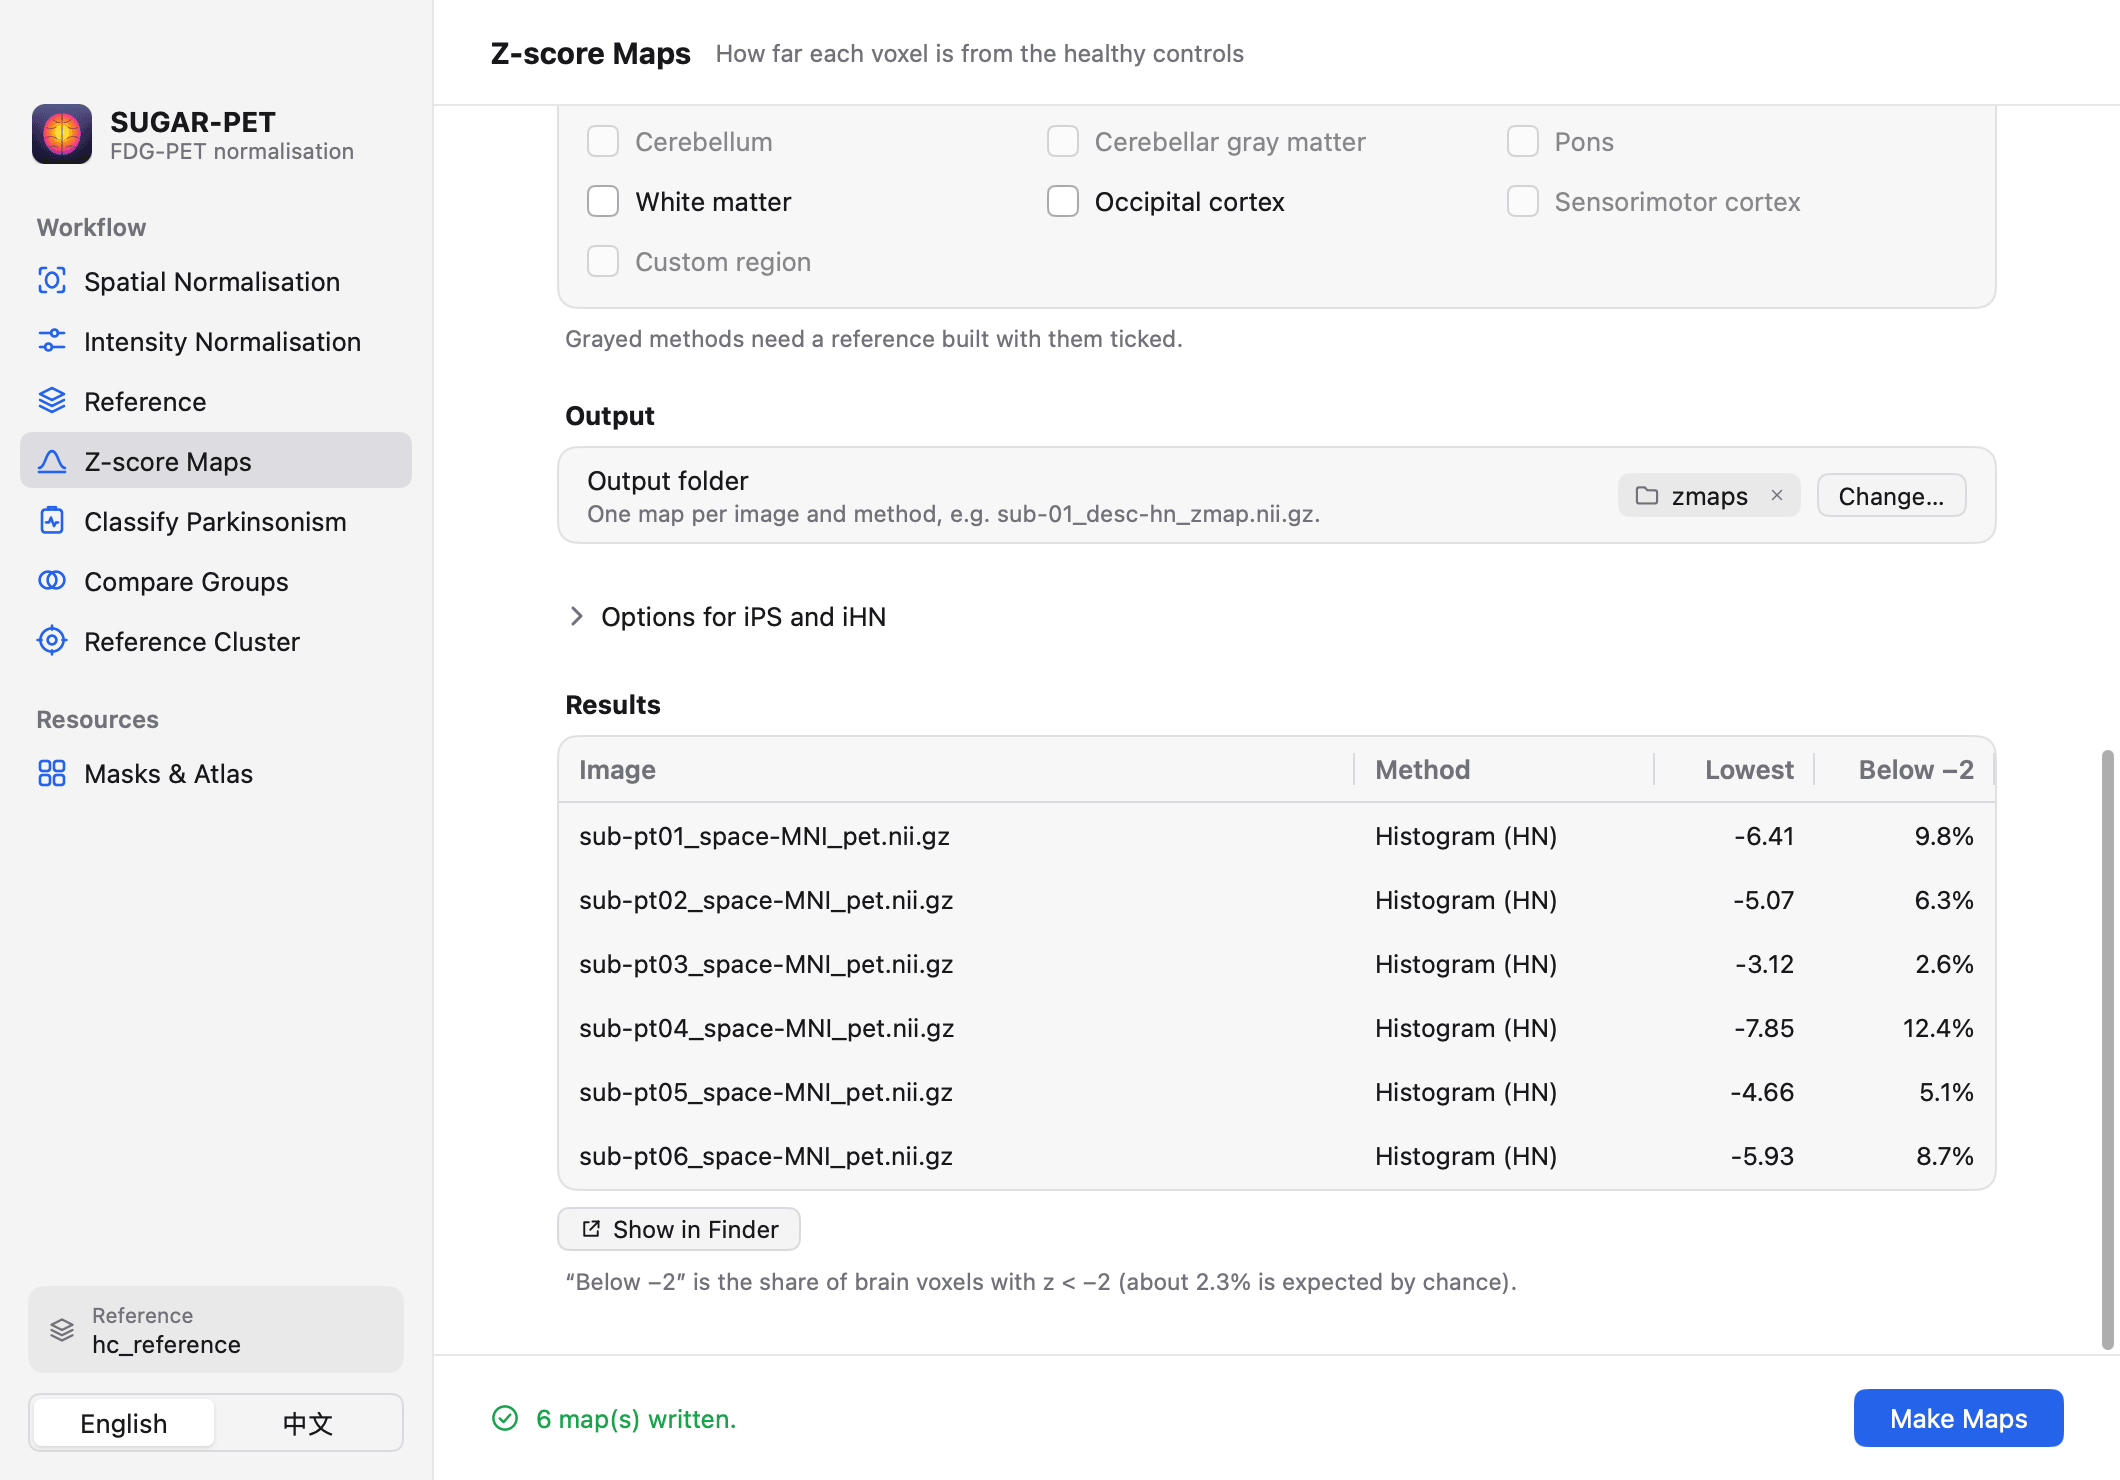 Z-score Maps How far each voxel is from the healthy controls
SUGAR-PET
FDG-PET normalisation
Workflow
Spatial Normalisation
Intensity Normalisation
Reference
Z-score Maps
Classify Parkinsonism
Compare Groups
Reference Cluster
Resources
Masks & Atlas
Reference
hc_reference
English 中文
Cerebellum Cerebellar gray matter Pons
White matter Occipital cortex Sensorimotor cortex
Custom region
Grayed methods need a reference built with them ticked.
Output
Output folder
One map per image and method, e.g. sub-01_desc-hn_zmap.nii.gz.
zmaps × Change...
Options for iPS and iHN
Results
Image Method Lowest Below −2
sub-pt01_space-MNI_pet.nii.gz Histogram (HN) -6.41 9.8%
sub-pt02_space-MNI_pet.nii.gz Histogram (HN) -5.07 6.3%
sub-pt03_space-MNI_pet.nii.gz Histogram (HN) -3.12 2.6%
sub-pt04_space-MNI_pet.nii.gz Histogram (HN) -7.85 12.4%
sub-pt05_space-MNI_pet.nii.gz Histogram (HN) -4.66 5.1%
sub-pt06_space-MNI_pet.nii.gz Histogram (HN) -5.93 8.7%
Show in Finder
“Below −2” is the share of brain voxels with z < −2 (about 2.3% is expected by chance).
6 map(s) written.
Make Maps